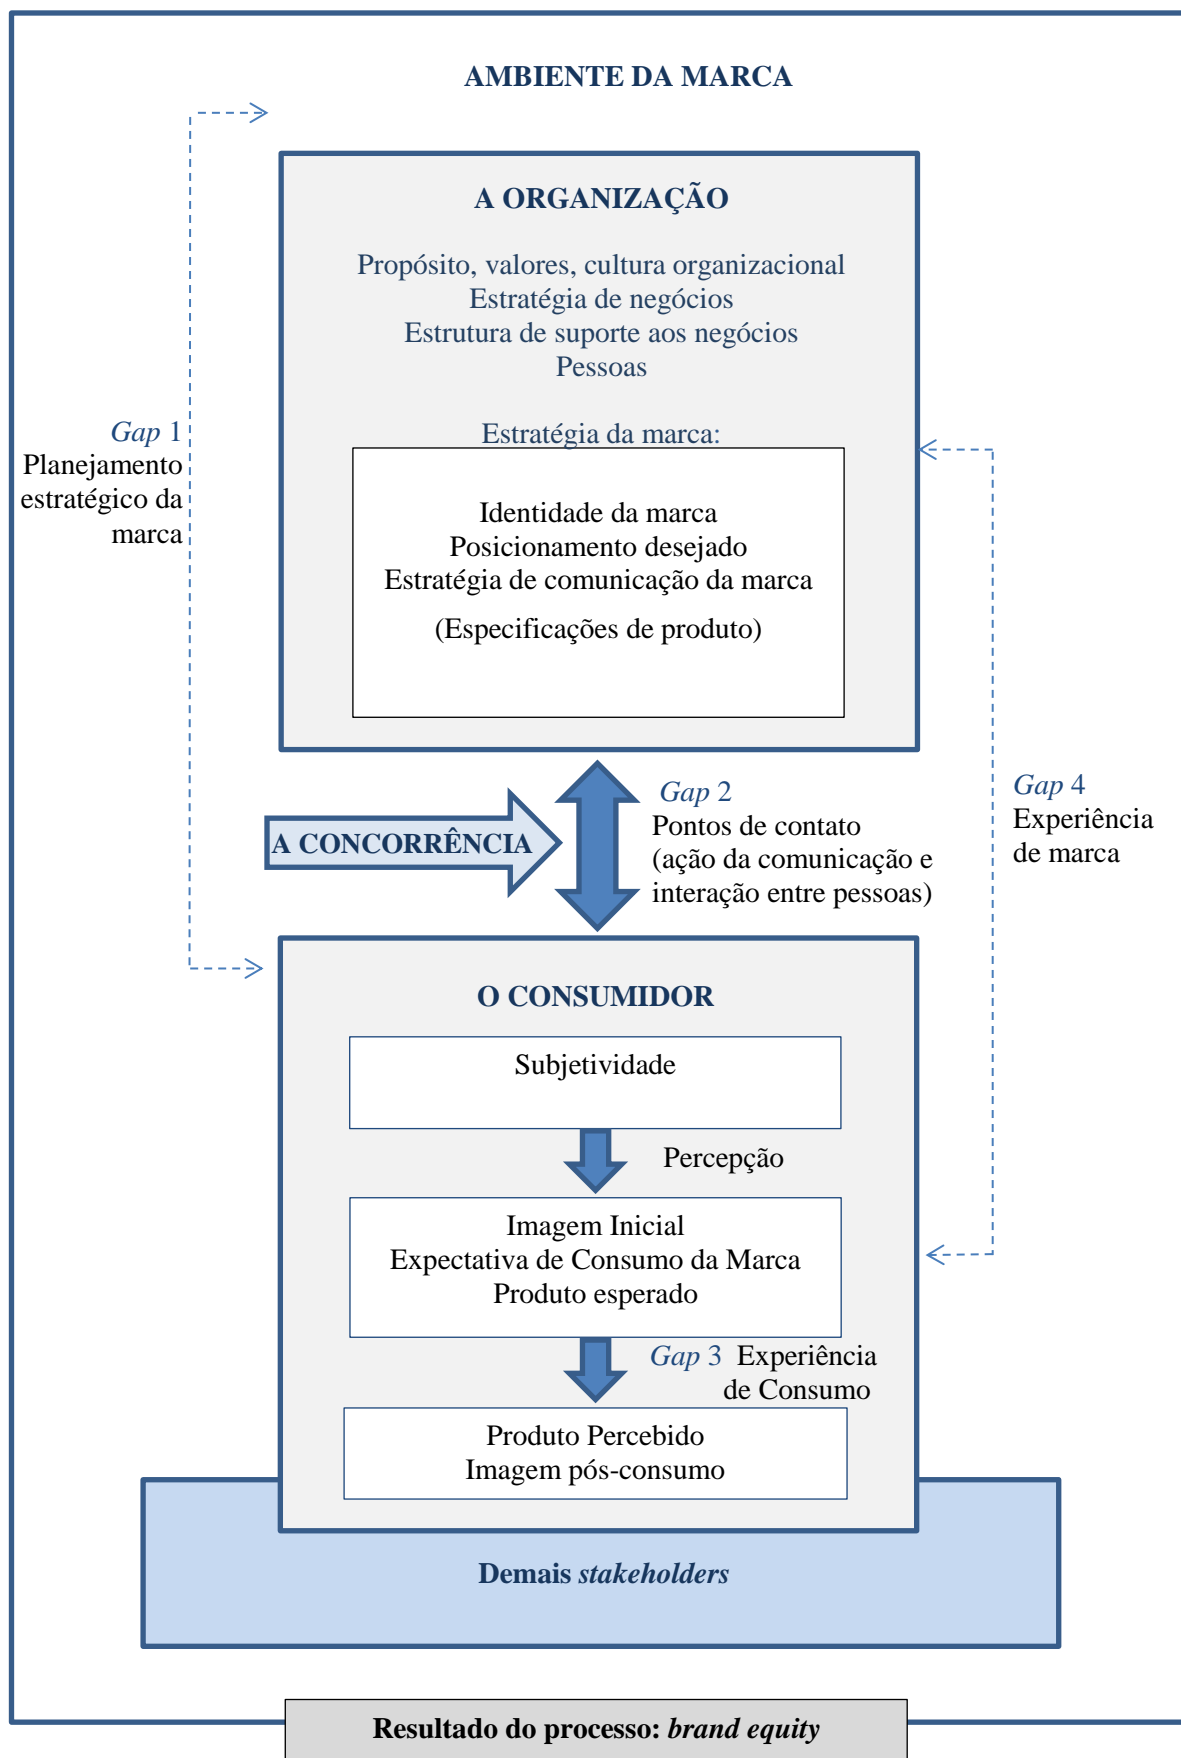 AMBIENTE DA MARCA
A ORGANIZAÇÃO
Propósito, valores, cultura organizacional
Estratégia de negócios
Estrutura de suporte aos negócios
Pessoas
Estratégia da marca:
Identidade da marca
Posicionamento desejado
Estratégia de comunicação da marca
(Especificações de produto)
Gap 1
Planejamento
estratégico da
marca
A CONCORRÊNCIA
Gap 2
Pontos de contato
(ação da comunicação e
interação entre pessoas)
Gap 4
Experiência
de marca
O CONSUMIDOR
Subjetividade
Percepção
Imagem Inicial
Expectativa de Consumo da Marca
Produto esperado
Gap 3 Experiência
de Consumo
Produto Percebido
Imagem pós-consumo
Demais stakeholders
Resultado do processo: brand equity